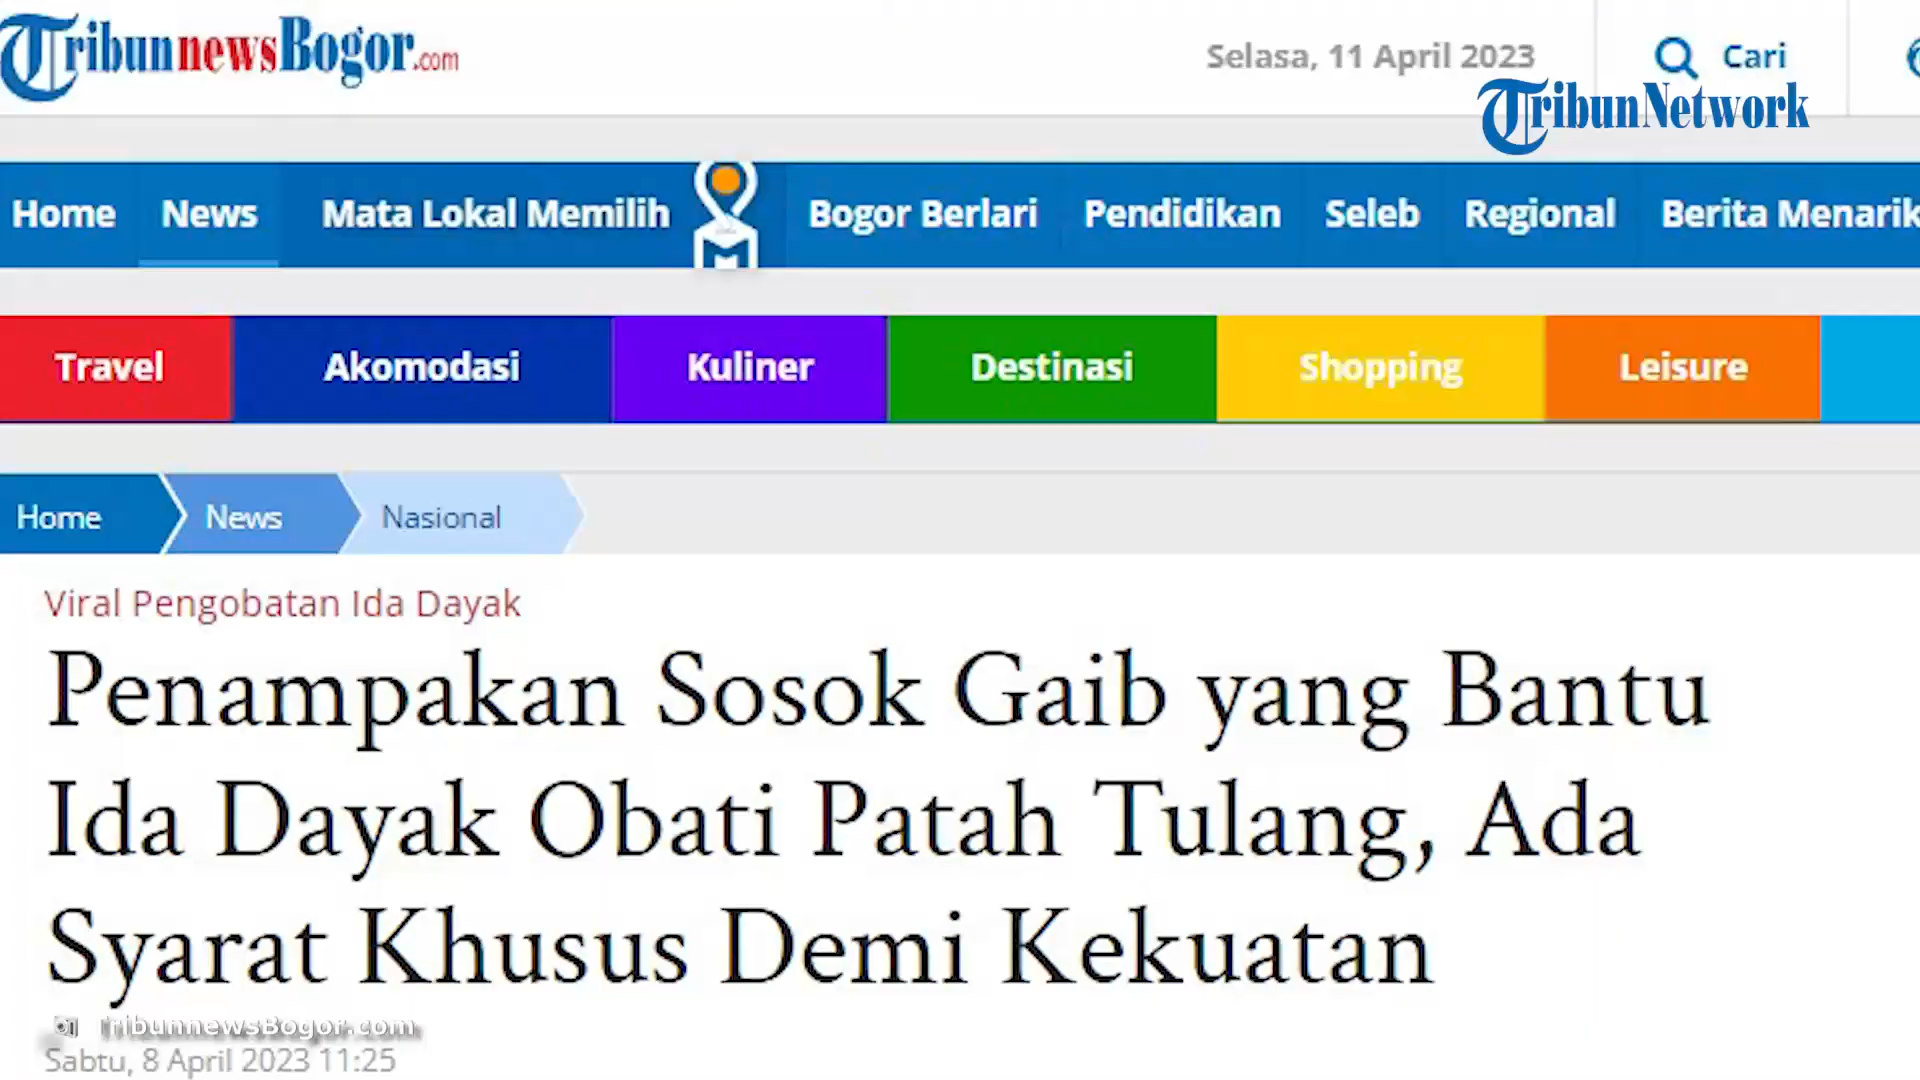 TribunnewsBogor.com
Selasa, 11 April 2023
Cari
TribunNetwork
Home News Mata Lokal Memilih Bogor Berlari Pendidikan Seleb Regional Berita Menarik
Travel Akomodasi Kuliner Destinasi Shopping Leisure
Home News Nasional
Viral Pengobatan Ida Dayak
Penampakan Sosok Gaib yang Bantu
Ida Dayak Obati Patah Tulang, Ada
Syarat Khusus Demi Kekuatan
TribunnewsBogor.com
Sabtu, 8 April 2023 11:25